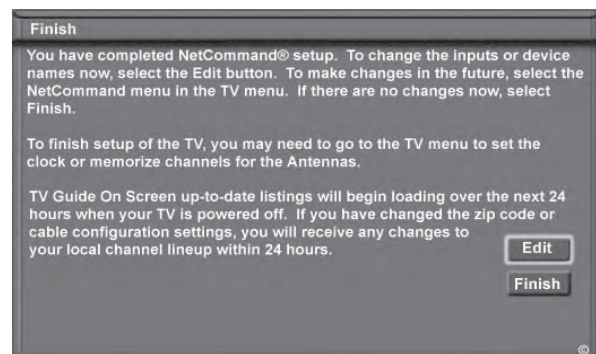 Finish
You have completed NetCommand® setup. To change the inputs or device
names now, select the Edit button. To make changes in the future, select the
NetCommand menu in the TV menu. If there are no changes now, select
Finish.
To finish setup of the TV, you may need to go to the TV menu to set the
clock or memorize channels for the Antennas.
TV Guide On Screen up-to-date listings will begin loading over the next 24
hours when your TV is powered off. If you have changed the zip code or
cable configuration settings, you will receive any changes to
your local channel lineup within 24 hours.
Edit
Finish
©